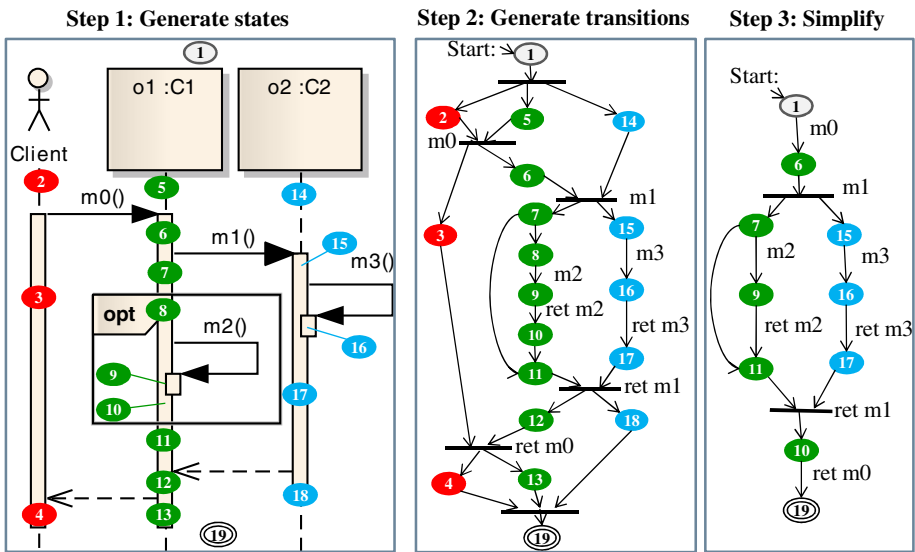 Step 1: Generate states
Step 2: Generate transitions
Step 3: Simplify
1
o1 :C1
o2 :C2
Client
2
5
14
m0()
6
m1()
15
7
m3()
3
8
opt
m2()
16
9
17
10
11
12
18
4
13
19
Start:
1
2
5
14
m0
6
m1
3
7
15
8
m3
m2
9
16
ret m2
10
ret m3
11
17
ret m1
12
18
ret m0
4
13
19
Start:
1
m0
6
m1
7
15
m2
m3
9
16
ret m2
ret m3
11
17
ret m1
10
ret m0
19